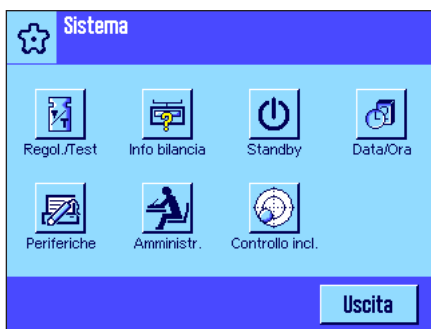 Sistema
Regol./Test Info bilancia Standby Data/Ora
Periferiche Amministr. Controllo incl.
Uscita